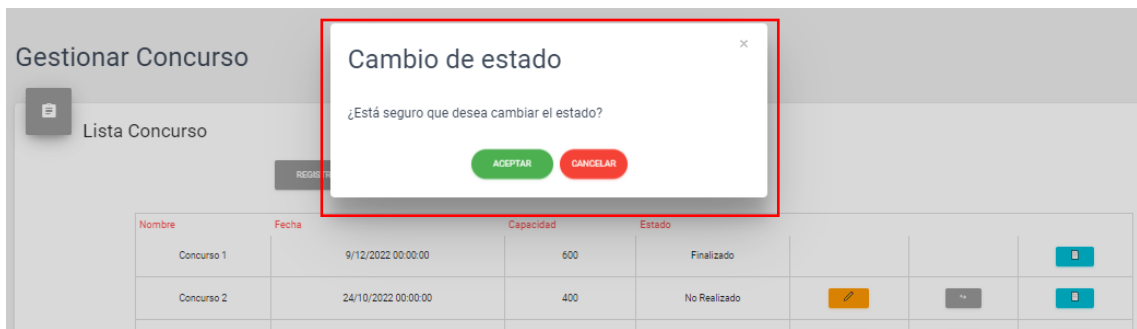 Gestionar Concurso
Cambio de estado
×
¿Está seguro que desea cambiar el estado?
Lista Concurso
ACEPTAR CANCELAR
Nombre Fecha Capacidad Estado
Concurso 1 9/12/2022 00:00:00 600 Finalizado
Concurso 2 24/10/2022 00:00:00 400 No Realizado